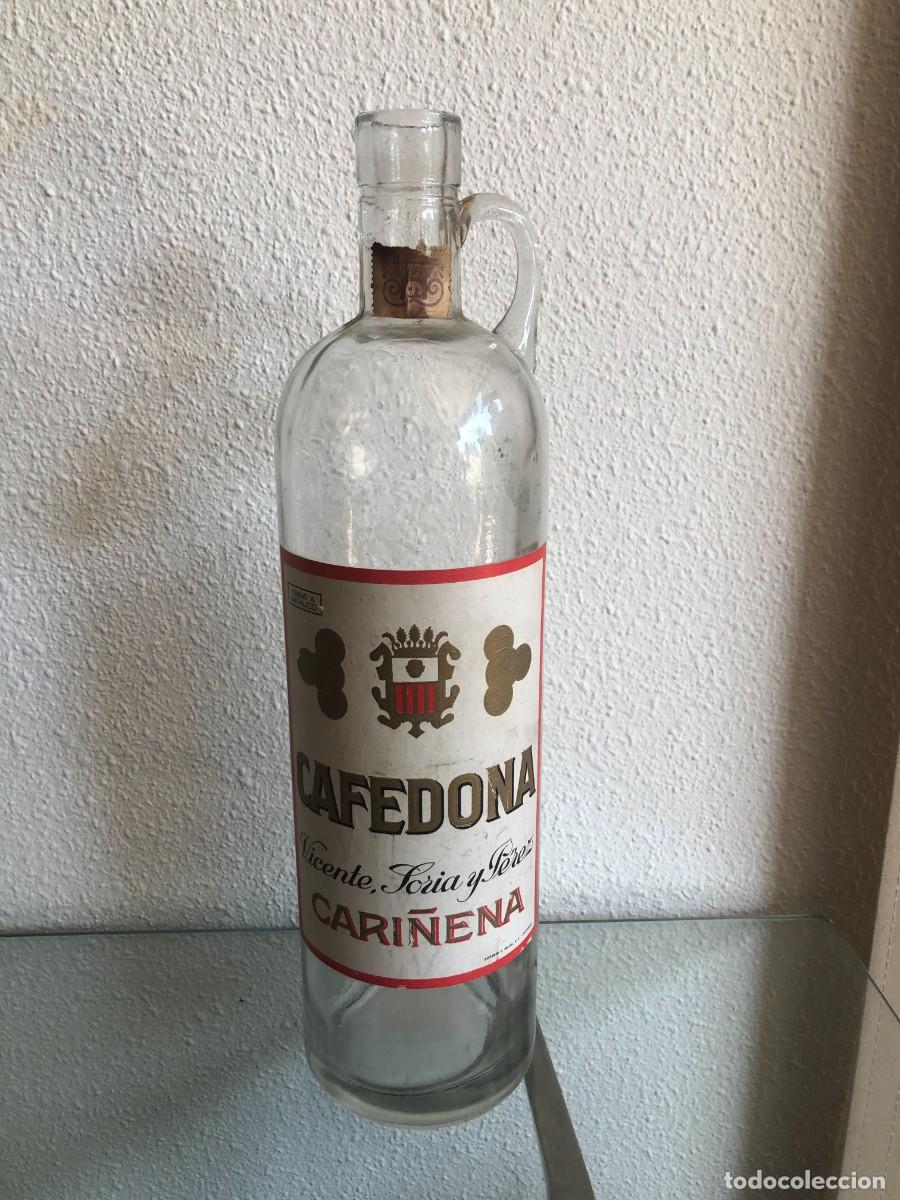 CAFEDONA
Vicente, Soria y Pérez
CARIÑENA
todocoleccion